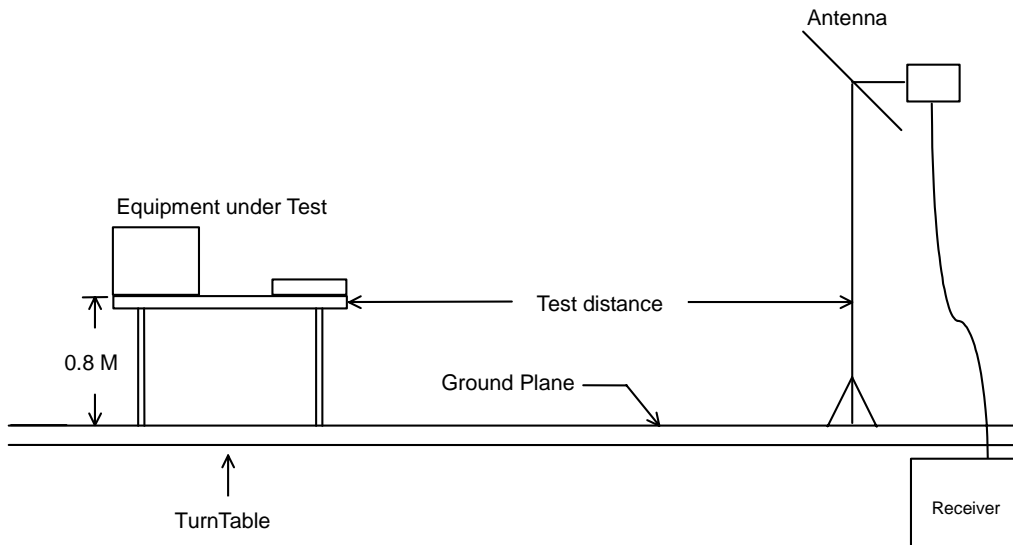 Antenna
Equipment under Test
Test distance
0.8 M
Ground Plane
TurnTable
Receiver